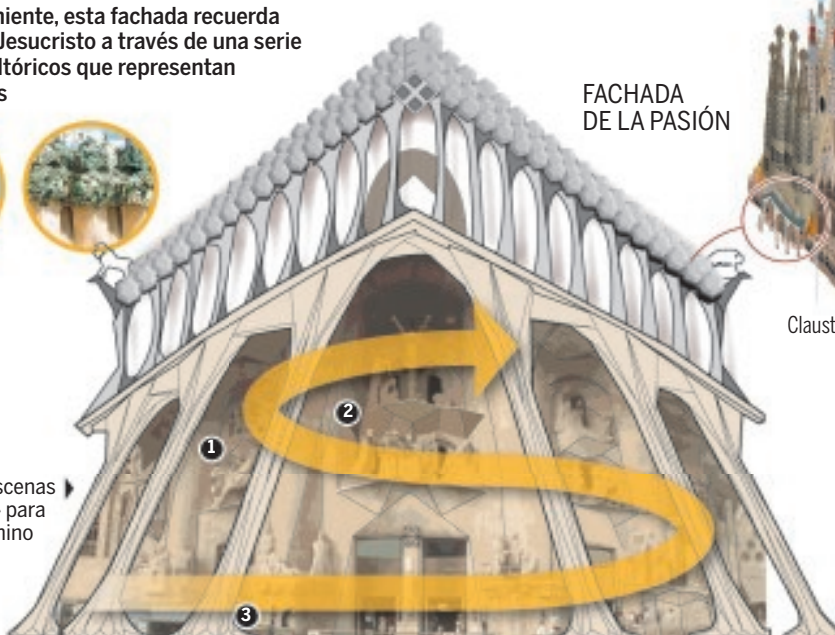 niente, esta fachada recuerda
Jesucristo a través de una serie
ltóricos que representan
s
FACHADA
DE LA PASIÓN
Claust
scenas
para
nino
1
2
3